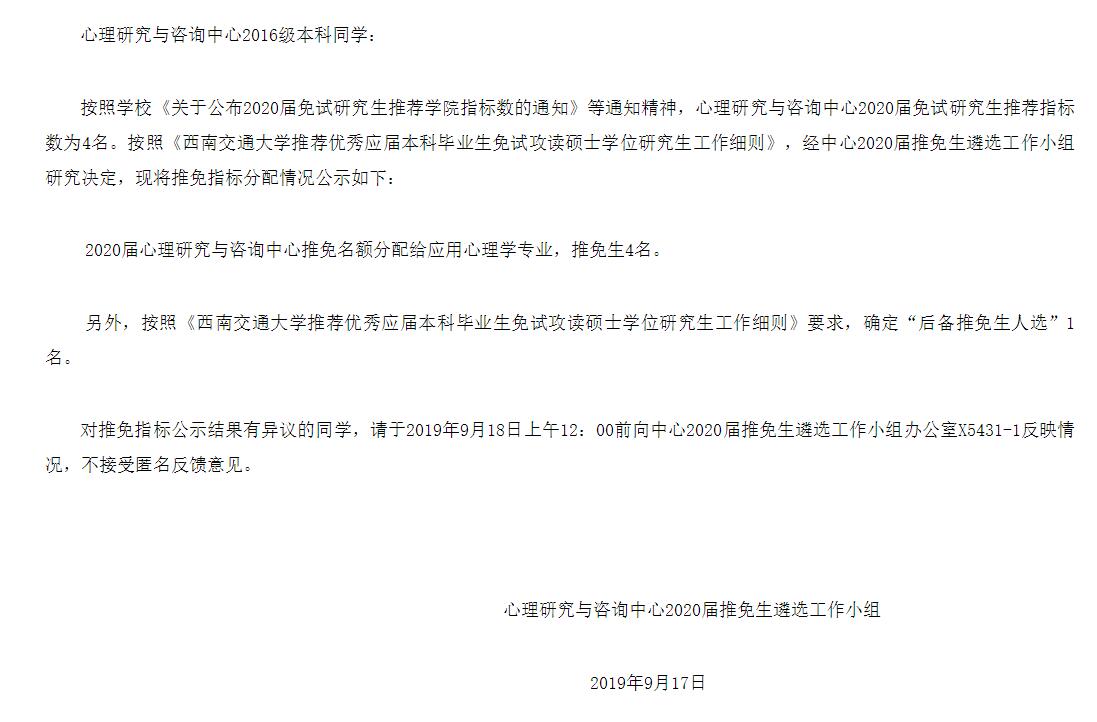 心理研究与咨询中心2016级本科同学：
按照学校《关于公布2020届免试研究生推荐学院指标数的通知》等通知精神，心理研究与咨询中心2020届免试研究生推荐指标
数为4名。按照《西南交通大学推荐优秀应届本科毕业生免试攻读硕士学位研究生工作细则》，经中心2020届推免生遴选工作小组
研究决定，现将推免指标分配情况公示如下：
2020届心理研究与咨询中心推免名额分配给应用心理学专业，推免生4名。
另外，按照《西南交通大学推荐优秀应届本科毕业生免试攻读硕士学位研究生工作细则》要求，确定“后备推免生人选”1
名。
对推免指标公示结果有异议的同学，请于2019年9月18日上午12：00前向中心2020届推免生遴选工作小组办公室X5431-1反映情
况，不接受匿名反馈意见。
心理研究与咨询中心2020届推免生遴选工作小组
2019年9月17日